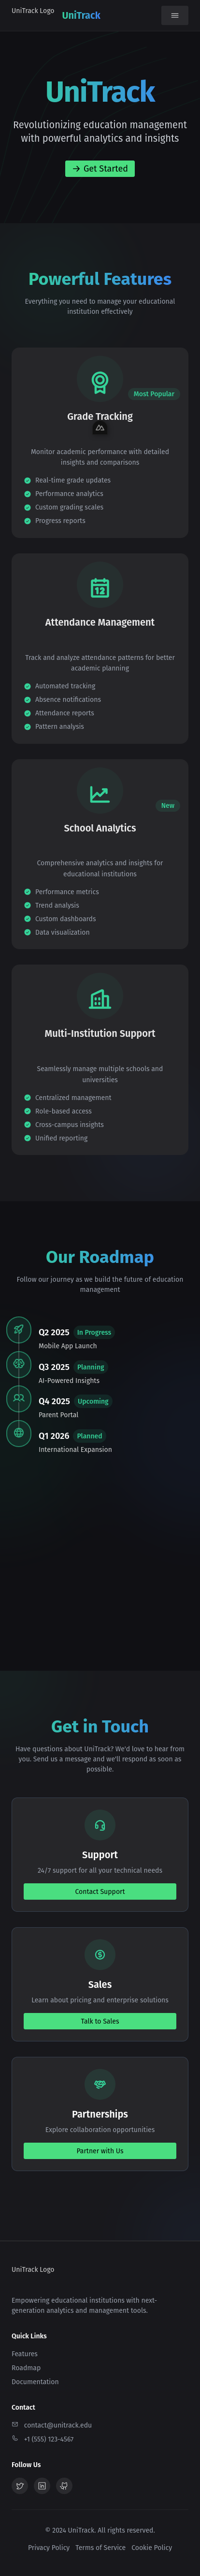 UniTrack Logo
UniTrack
UniTrack
Revolutionizing education management
with powerful analytics and insights
Get Started
Powerful Features
Everything you need to manage your educational
institution effectively
Most Popular
Grade Tracking
Monitor academic performance with detailed
insights and comparisons
Real-time grade updates
Performance analytics
Custom grading scales
Progress reports
12
Attendance Management
Track and analyze attendance patterns for better
academic planning
Automated tracking
Absence notifications
Attendance reports
Pattern analysis
New
School Analytics
Comprehensive analytics and insights for
educational institutions
Performance metrics
Trend analysis
Custom dashboards
Data visualization
Multi-Institution Support
Seamlessly manage multiple schools and
universities
Centralized management
Role-based access
Cross-campus insights
Unified reporting
Our Roadmap
Follow our journey as we build the future of education
management
Q2 2025 In Progress
Mobile App Launch
Q3 2025 Planning
AI-Powered Insights
Q4 2025 Upcoming
Parent Portal
Q1 2026 Planned
International Expansion
Get in Touch
Have questions about UniTrack? We'd love to hear from
you. Send us a message and we'll respond as soon as
possible.
Support
24/7 support for all your technical needs
Contact Support
Sales
Learn about pricing and enterprise solutions
Talk to Sales
Partnerships
Explore collaboration opportunities
Partner with Us
UniTrack Logo
Empowering educational institutions with next-
generation analytics and management tools.
Quick Links
Features
Roadmap
Documentation
Contact
contact@unitrack.edu
+1 (555) 123-4567
Follow Us
© 2024 UniTrack. All rights reserved.
Privacy Policy Terms of Service Cookie Policy